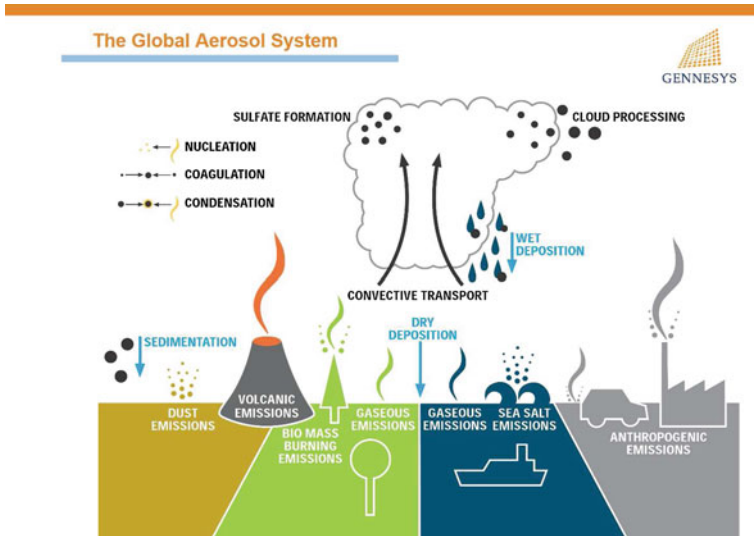 The Global Aerosol System
GENNESYS
SULFATE FORMATION
CLOUD PROCESSING
NUCLEATION
COAGULATION
CONDENSATION
WET
DEPOSITION
CONVECTIVE TRANSPORT
DRY
DEPOSITION
SEDIMENTATION
VOLCANIC
EMISSIONS
DUST
EMISSIONS
BIO MASS
BURNING
EMISSIONS
GASEOUS
EMISSIONS
GASEOUS
EMISSIONS
SEA SALT
EMISSIONS
ANTHROPOGENIC
EMISSIONS